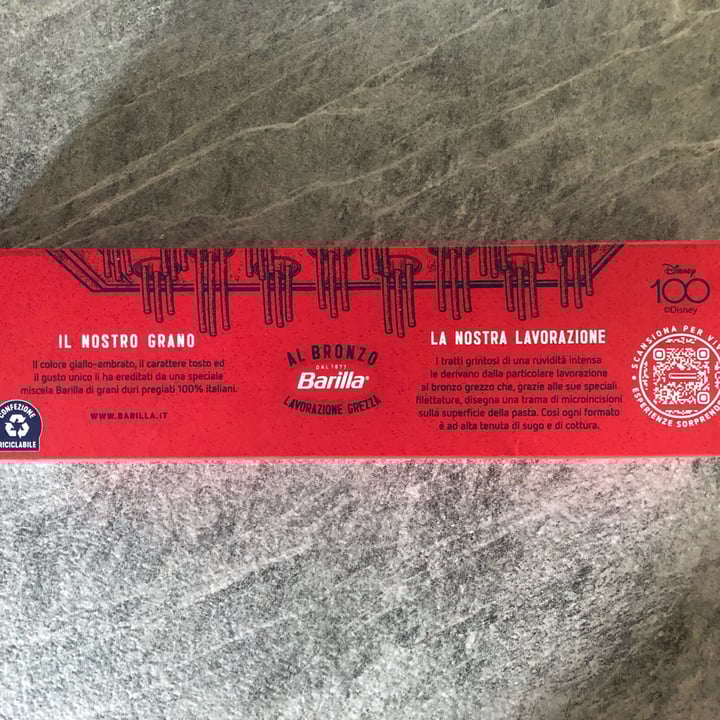 IL NOSTRO GRANO
Il colore giallo-ambrato, il carattere tosto ed
il gusto unico li ha ereditati da una speciale
miscela Barilla di grani duri pregiati 100% italiani.
WWW.BARILLA.IT
CONFEZIONE
RICICLABILE
AL BRONZO
DAL 1877
Barilla®
LAVORAZIONE GREZZA
LA NOSTRA LAVORAZIONE
I tratti grintosi di una ruvidità intensa
le derivano dalla particolare lavorazione
al bronzo grezzo che, grazie alle sue speciali
filettature, disegna una trama di microincisioni
sulla superficie della pasta. Così ogni formato
è ad alta tenuta di sugo e di cottura.
Disney
100
©Disney
SCANSIONA PER
ESPERIENZE